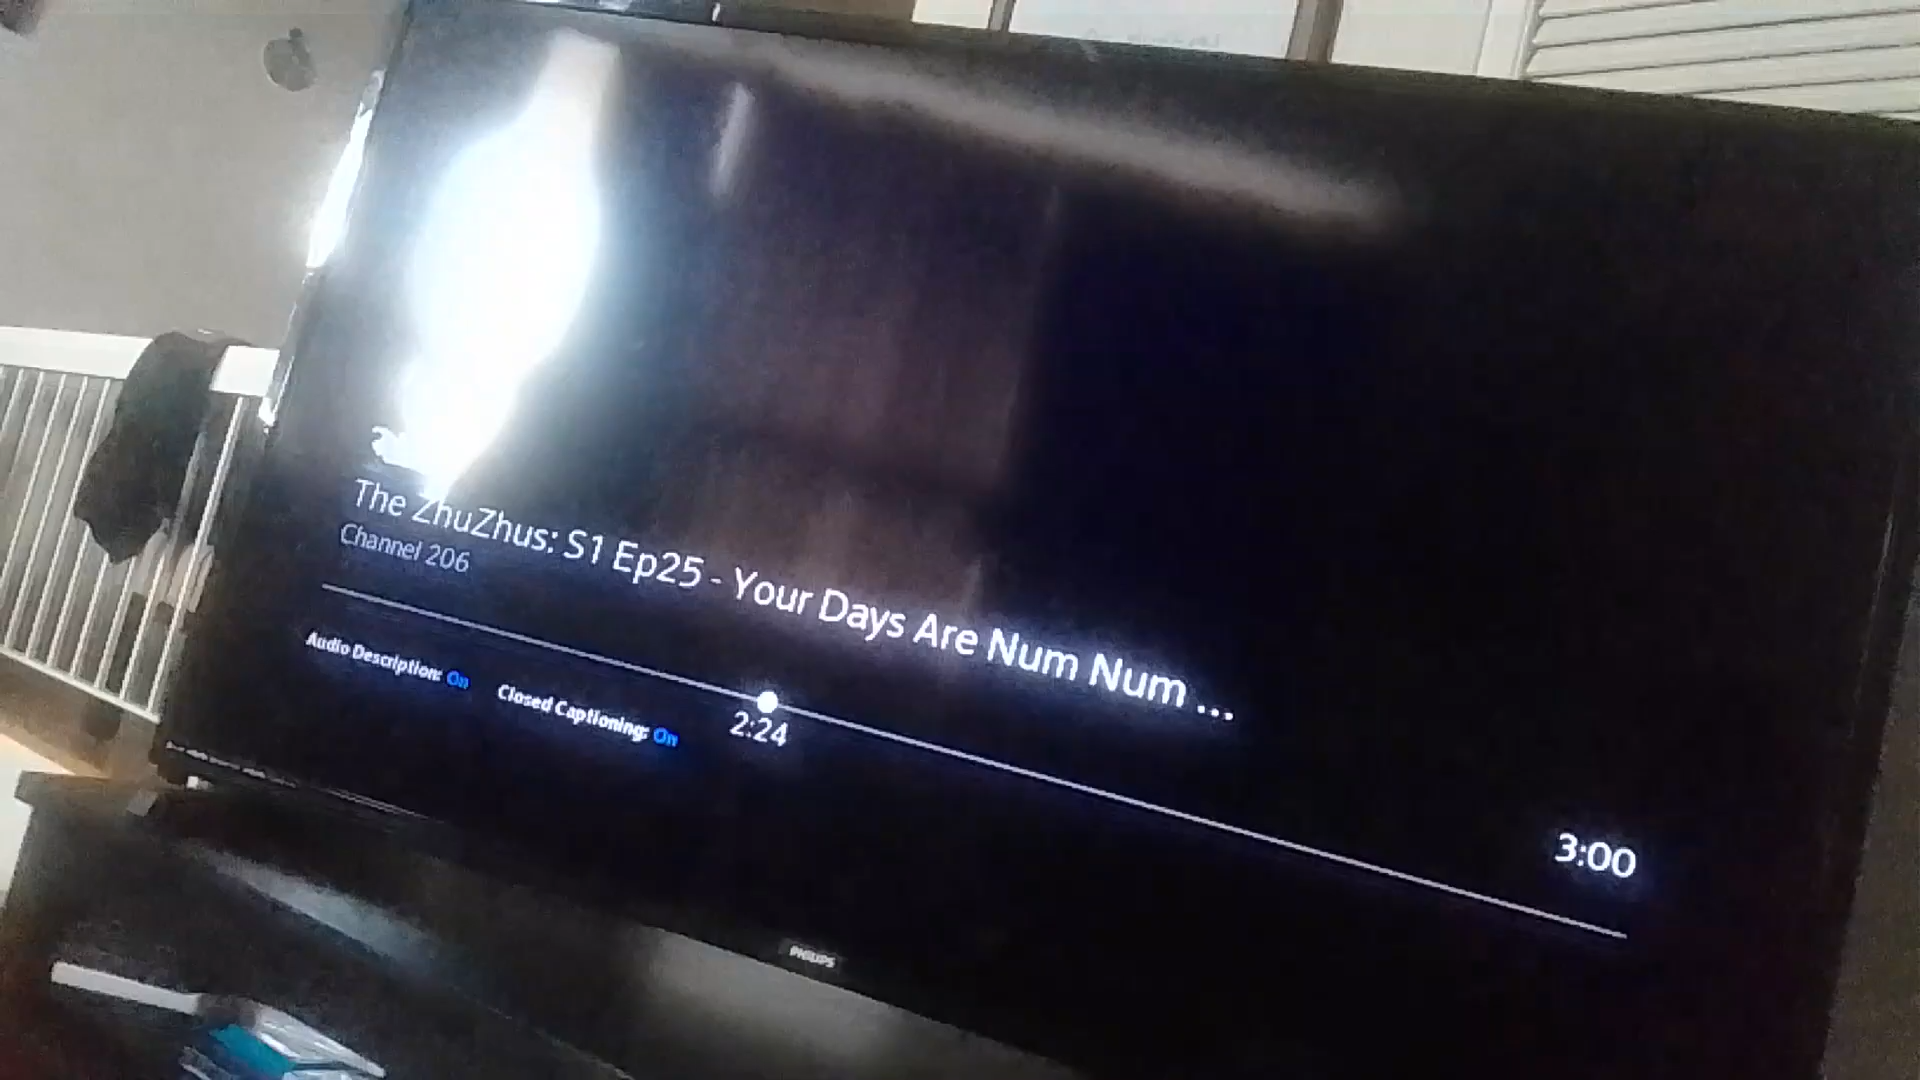 The ZhuZhus: S1 Ep25 - Your Days Are Num Num ...
Channel 206
2:24
3:00
Audio Description: On Closed Captioning: On
PHILIPS